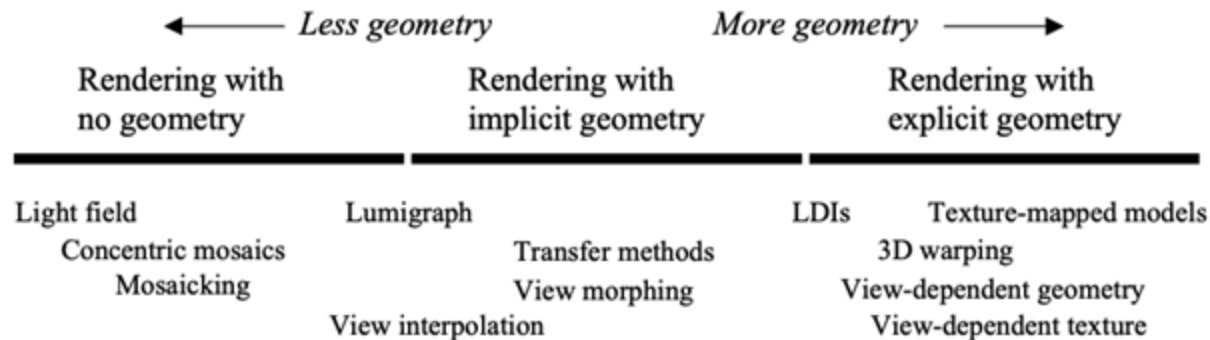 Less geometry More geometry
Rendering with no geometry
Rendering with implicit geometry
Rendering with explicit geometry
Light field Lumigraph LDIs Texture-mapped models
Concentric mosaics Transfer methods 3D warping
Mosaicking View morphing View-dependent geometry
View interpolation View-dependent texture